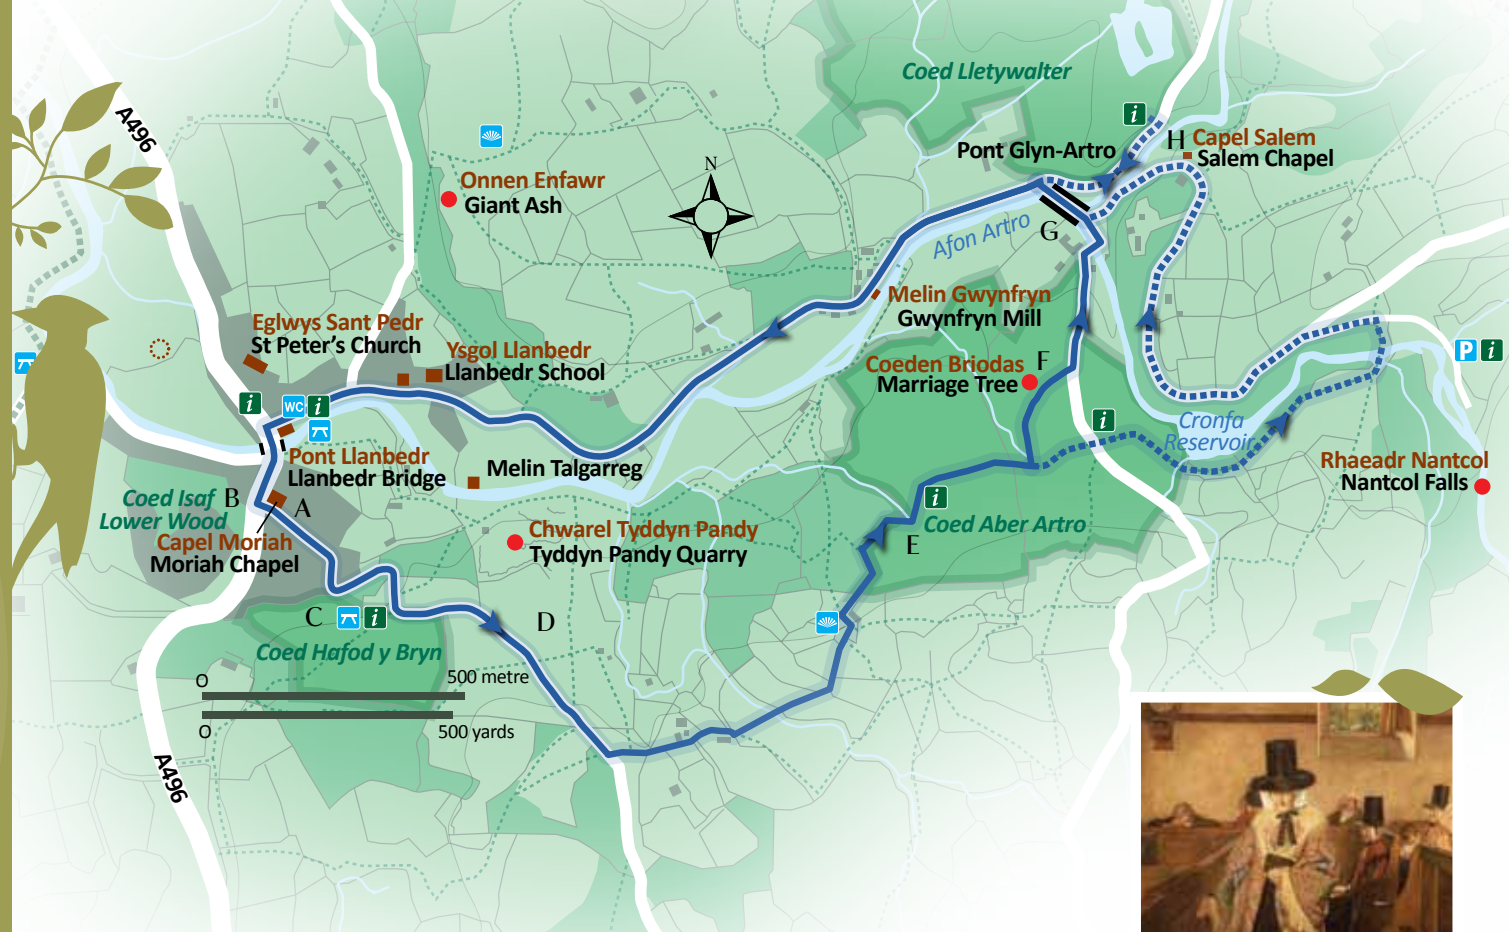 A496
Coed Lletywalter
i
H
Capel Salem
Salem Chapel
Pont Glyn-Artro
N
Onnen Enfawr
Giant Ash
Afon Artro
G
Melin Gwynfryn
Gwynfryn Mill
Eglwys Sant Pedr
St Peter's Church
Ysgol Llanbedr
Llanbedr School
Coeden Briodas
Marriage Tree
F
P
i
i
WC
i
i
Cronfa
Reservoir
Pont Llanbedr
Llanbedr Bridge
Melin Talgarreg
Rhaeadr Nantcol
Nantcol Falls
Coed Isaf
Lower Wood
B
A
i
Coed Aber Artro
E
Capel Moriah
Moriah Chapel
Chwarel Tyddyn Pandy
Tyddyn Pandy Quarry
C
i
D
Coed Hafod y Bryn
O
500 metre
O
500 yards
A496